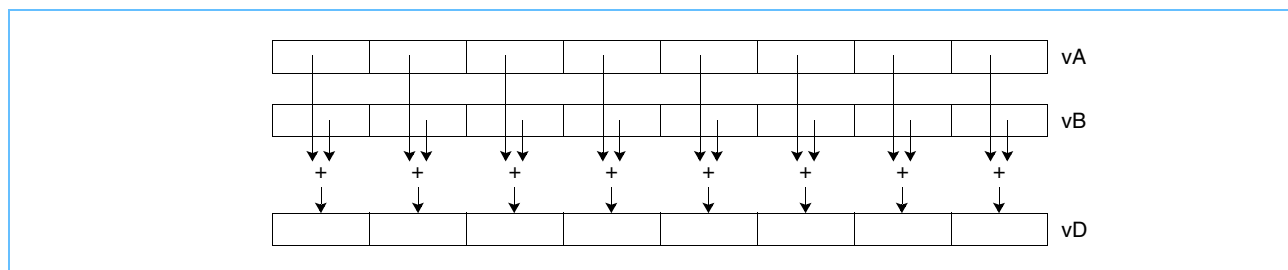 vA
vB
+ + + + + + + +
vD